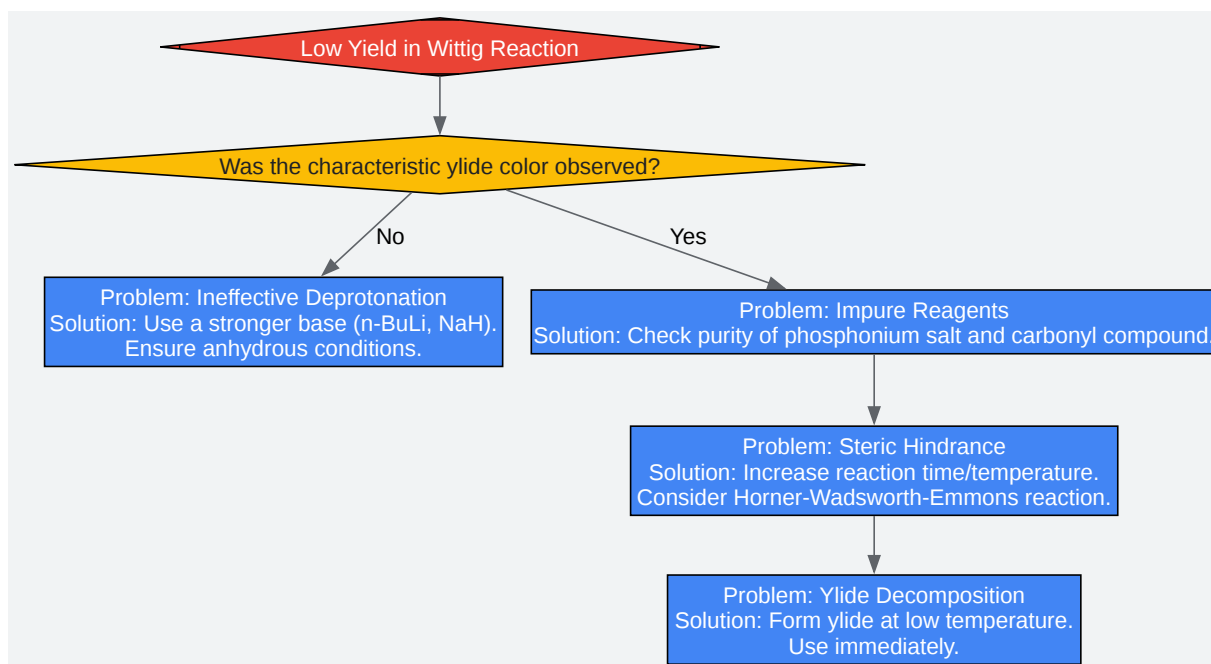 Low Yield in Wittig Reaction
Was the characteristic ylide color observed?
No
Yes
Problem: Ineffective Deprotonation
Solution: Use a stronger base (n-BuLi, NaH).
Ensure anhydrous conditions.
Problem: Impure Reagents
Solution: Check purity of phosphonium salt and carbonyl compound.
Problem: Steric Hindrance
Solution: Increase reaction time/temperature.
Consider Horner-Wadsworth-Emmons reaction.
Problem: Ylide Decomposition
Solution: Form ylide at low temperature.
Use immediately.